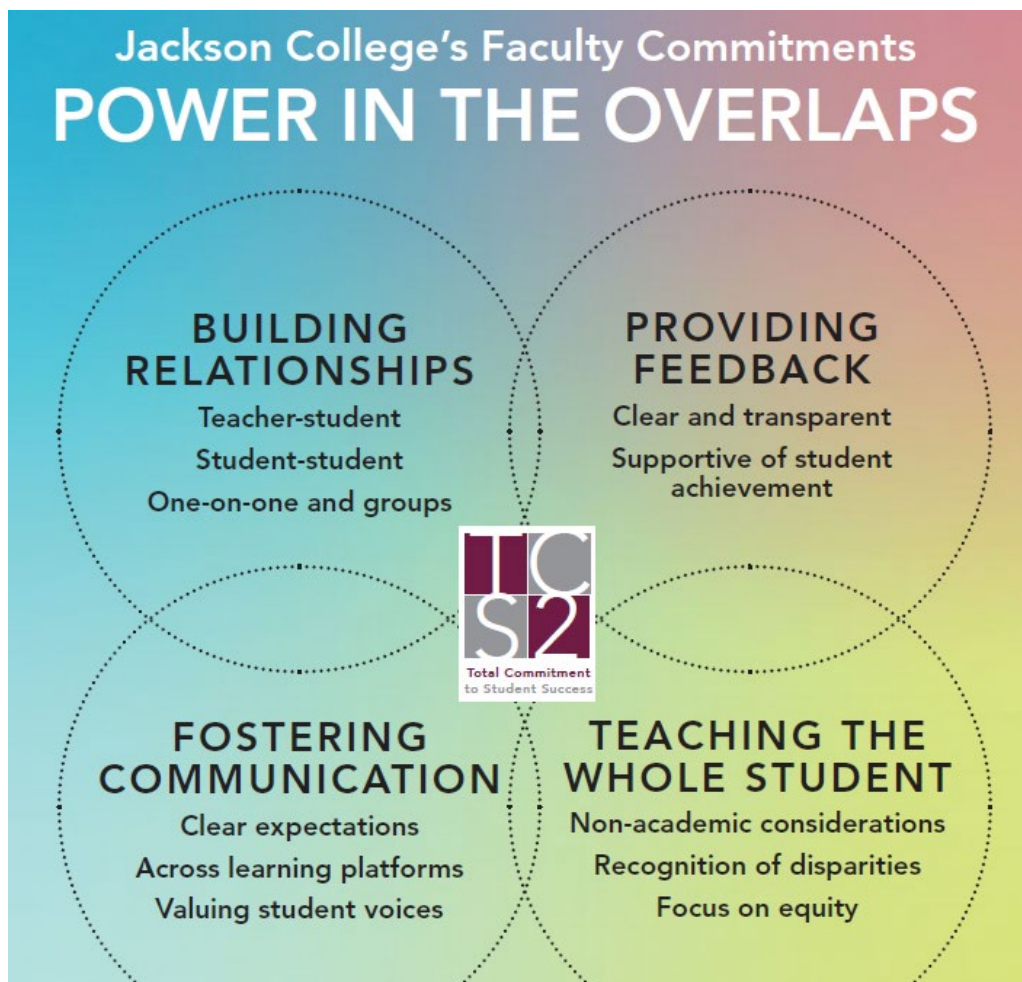 Jackson College's Faculty Commitments
POWER IN THE OVERLAPS
BUILDING
RELATIONSHIPS
Teacher-student
Student-student
One-on-one and groups
PROVIDING
FEEDBACK
Clear and transparent
Supportive of student
achievement
TC
S2
Total Commitment
to Student Success
FOSTERING
COMMUNICATION
Clear expectations
Across learning platforms
Valuing student voices
TEACHING THE
WHOLE STUDENT
Non-academic considerations
Recognition of disparities
Focus on equity